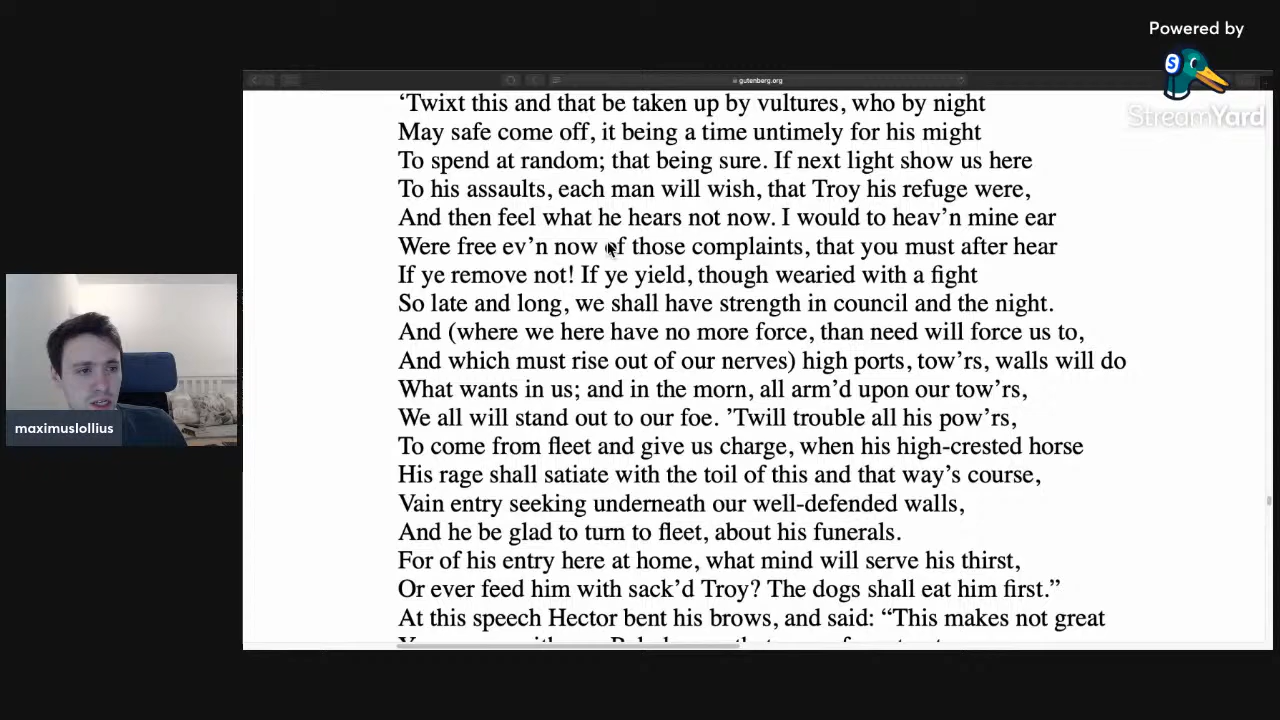 Powered by
StreamYard
gutenberg.org
‘Twixt this and that be taken up by vultures, who by night
May safe come off, it being a time untimely for his might
To spend at random; that being sure. If next light show us here
To his assaults, each man will wish, that Troy his refuge were,
And then feel what he hears not now. I would to heav’n mine ear
Were free ev’n now of those complaints, that you must after hear
If ye remove not! If ye yield, though wearied with a fight
So late and long, we shall have strength in council and the night.
And (where we here have no more force, than need will force us to,
And which must rise out of our nerves) high ports, tow’rs, walls will do
What wants in us; and in the morn, all arm’d upon our tow’rs,
We all will stand out to our foe. ’Twill trouble all his pow’rs,
To come from fleet and give us charge, when his high-crested horse
His rage shall satiate with the toil of this and that way’s course,
Vain entry seeking underneath our well-defended walls,
And he be glad to turn to fleet, about his funerals.
For of his entry here at home, what mind will serve his thirst,
Or ever feed him with sack’d Troy? The dogs shall eat him first.”
At this speech Hector bent his brows, and said: “This makes not great
maximuslollius